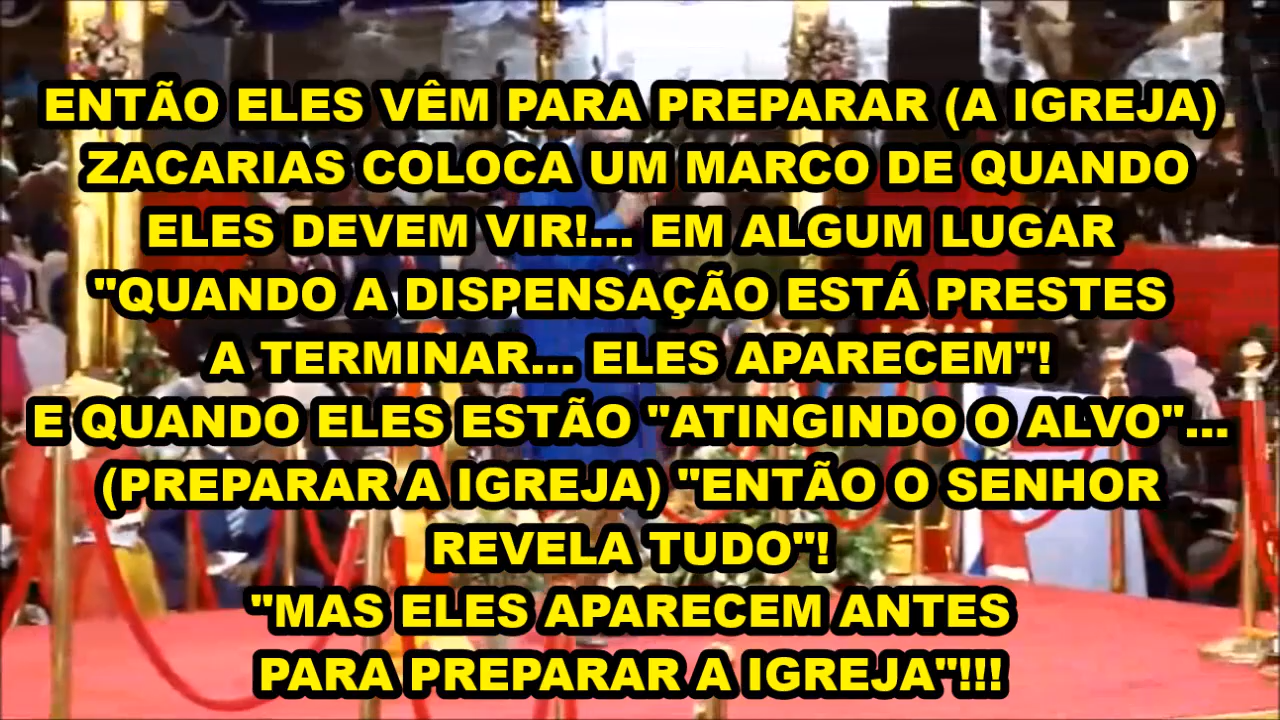 ENTÃO ELES VÊM PARA PREPARAR (A IGREJA)
ZACARIAS COLOCA UM MARCO DE QUANDO
ELES DEVEM VIR!... EM ALGUM LUGAR
"QUANDO A DISPENSAÇÃO ESTÁ PRESTES
A TERMINAR... ELES APARECEM"!
E QUANDO ELES ESTÃO "ATINGINDO O ALVO"...
(PREPARAR A IGREJA) "ENTÃO O SENHOR
REVELA TUDO"!
"MAS ELES APARECEM ANTES
PARA PREPARAR A IGREJA"!!!